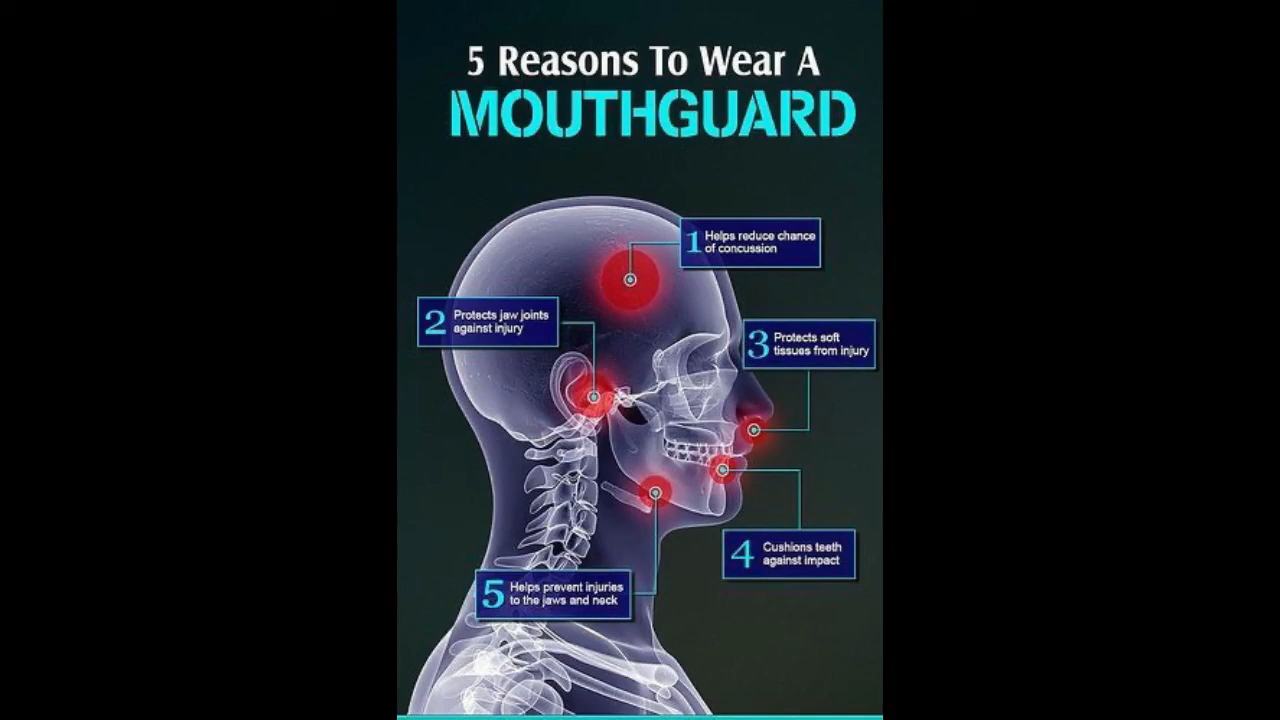 5 Reasons To Wear A
MOUTHGUARD
1 Helps reduce chance
of concussion
2 Protects jaw joints
against injury
3 Protects soft
tissues from injury
4 Cushions teeth
against impact
5 Helps prevent injuries
to the jaws and neck